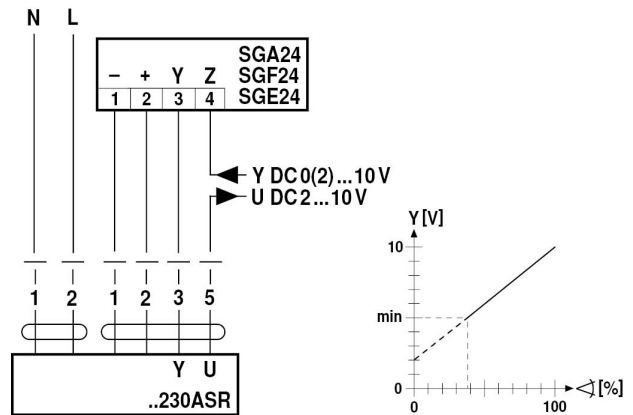 N L
SGA24
SGF24
SGE24
– + Y Z
1 2 3 4
Y DC 0(2)...10 V
U DC 2...10 V
1 2 1 2 3 5
Y U
..230ASR
Y [V]
10
min
0
0 100 [%]